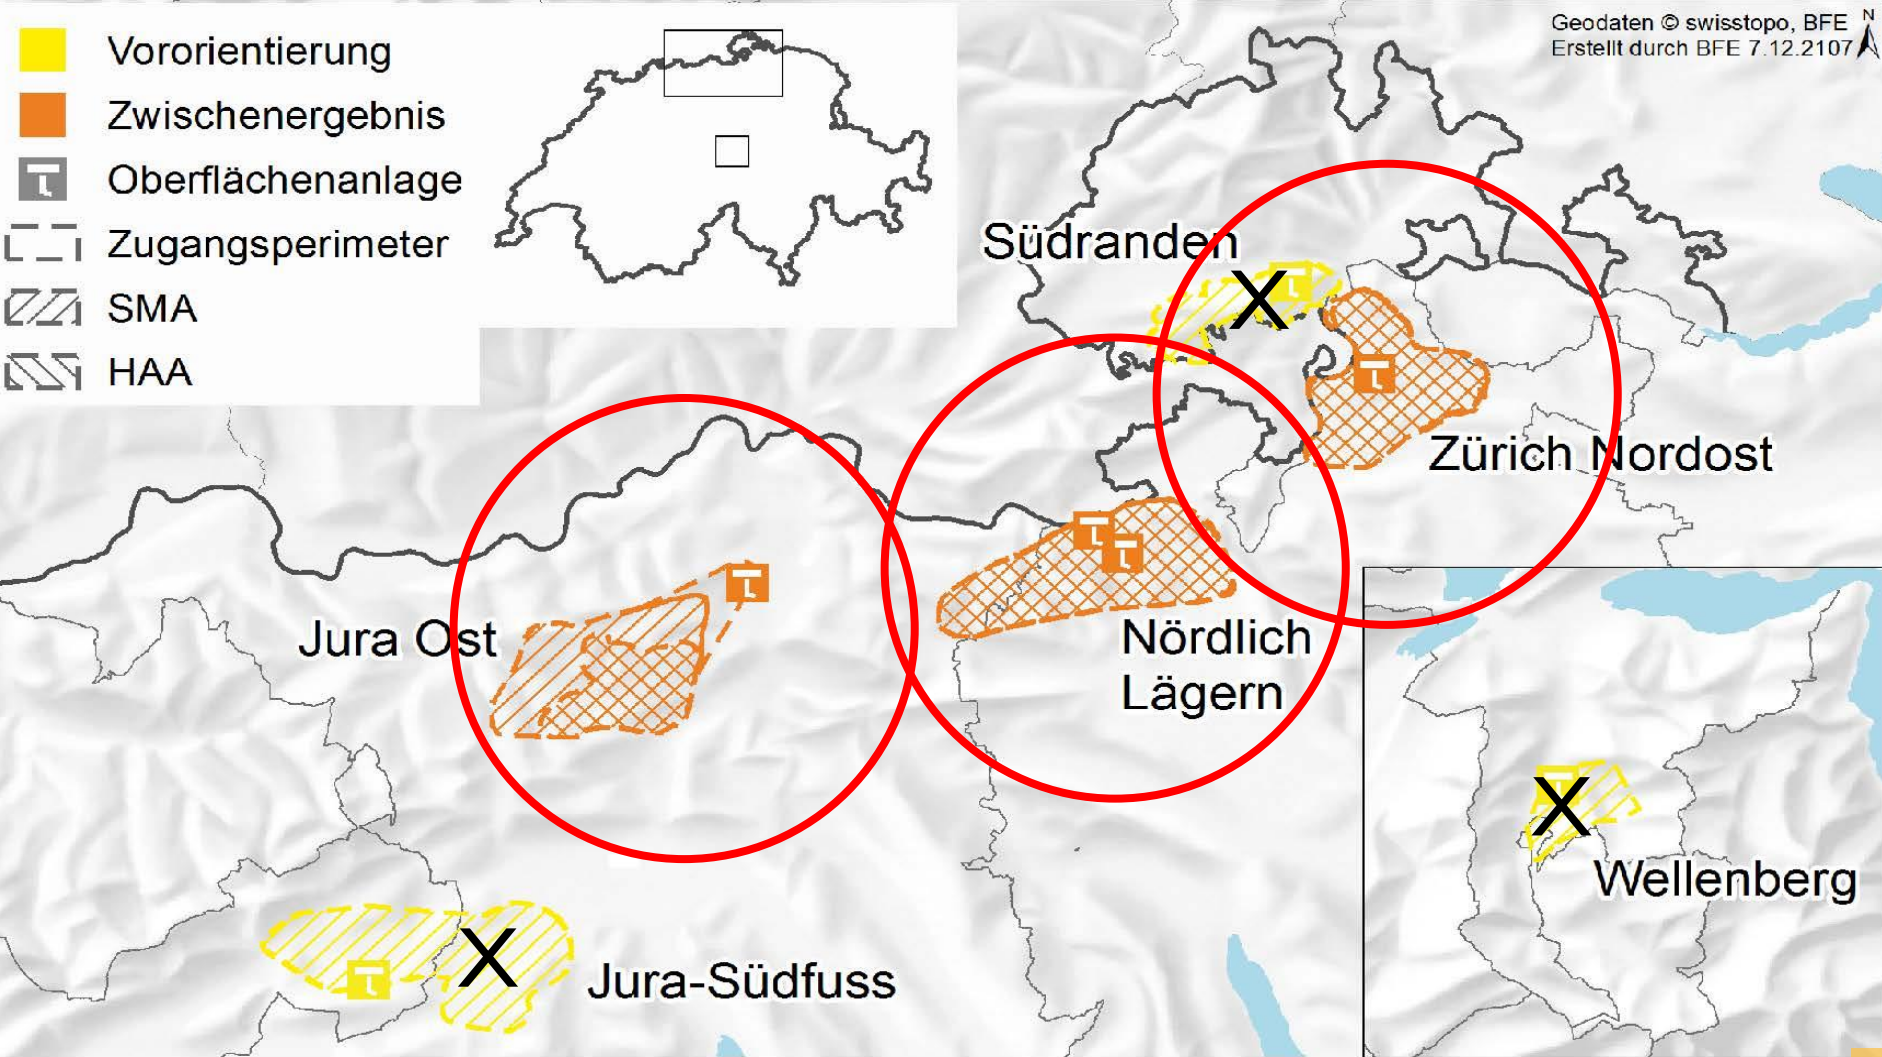 Vororientierung
Zwischenergebnis
Oberflächenanlage
Zugangsperimeter
SMA
HAA
Geodaten © swisstopo, BFE
Erstellt durch BFE 7.12.2107
N
Südranden
X
Zürich Nordost
Jura Ost
Nördlich
Lägern
X
Wellenberg
X
Jura-Südfuss